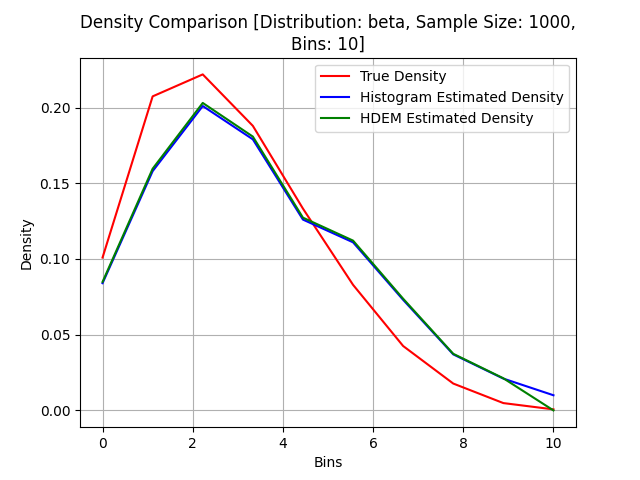 Density Comparison [Distribution: beta, Sample Size: 1000,
Bins: 10]
True Density
Histogram Estimated Density
HDEM Estimated Density
Density
0.20
0.15
0.10
0.05
0.00
0 2 4 6 8 10
Bins